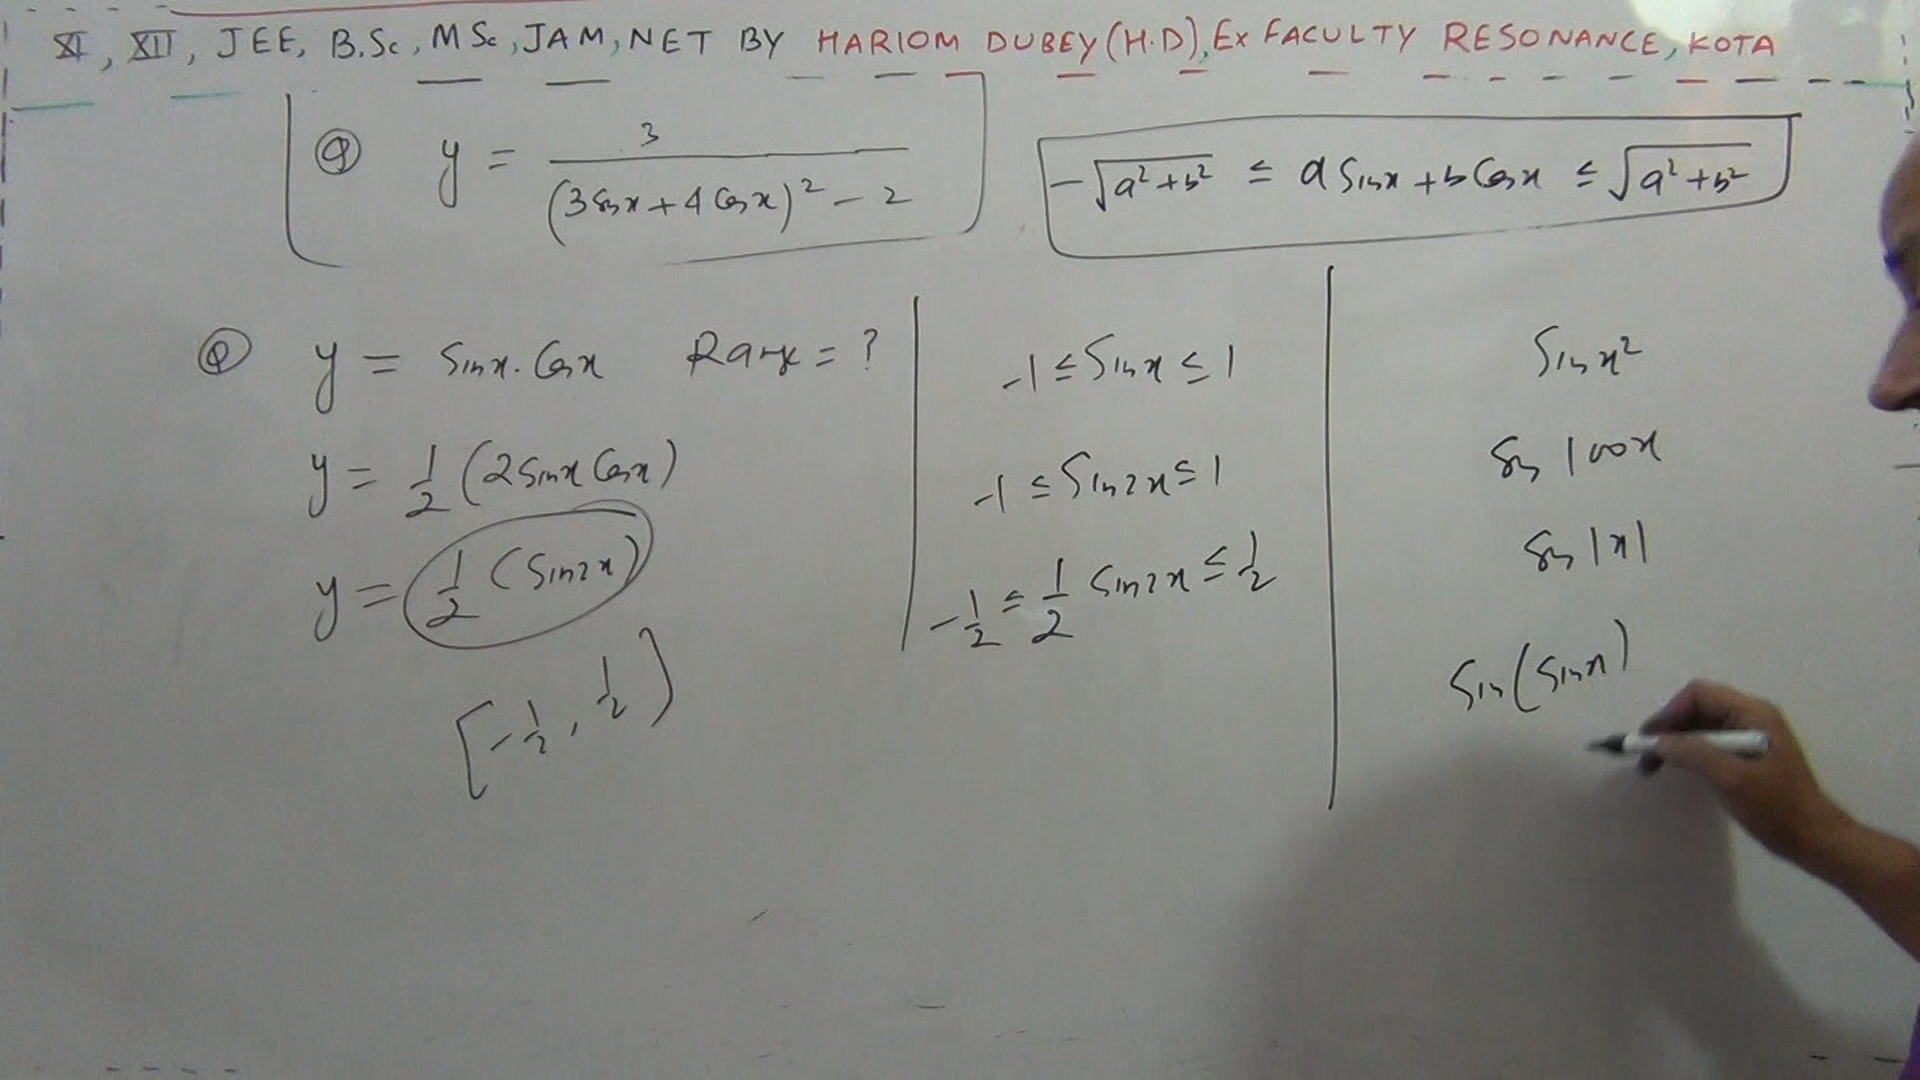 XI, XII, JEE, B.Sc, MSc, JAM, NET BY HARIOM DUBEY(H.D), Ex FACULTY RESONANCE, KOTA
Q y = 3/((3 sin x + 4 Cos x)² - 2)
-√(a²+b²) ≤ a Sin x + b Cos x ≤ √(a²+b²)
Q y = Sin x . Cos x Range = ?
y = 1/2 (2 Sin x Cos x)
y = 1/2 (Sin 2x)
[-1/2, 1/2)
-1 ≤ Sin x ≤ 1
-1 ≤ Sin 2x ≤ 1
-1/2 ≤ 1/2 Sin 2x ≤ 1/2
Sin x²
Sin 100x
Sin |x|
Sin (Sin x)